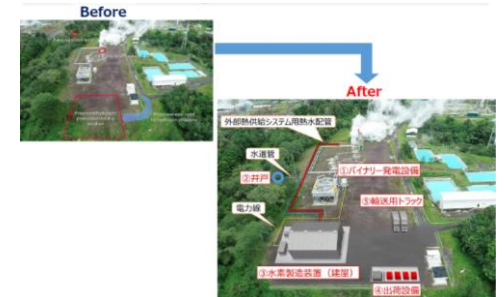 Before
After
外部熱供給システム用熱水配管
水道管
②井戸
①バイナリー発電設備
⑤輸送用トラック
電力線
③水素製造装置（建屋）
④出荷設備